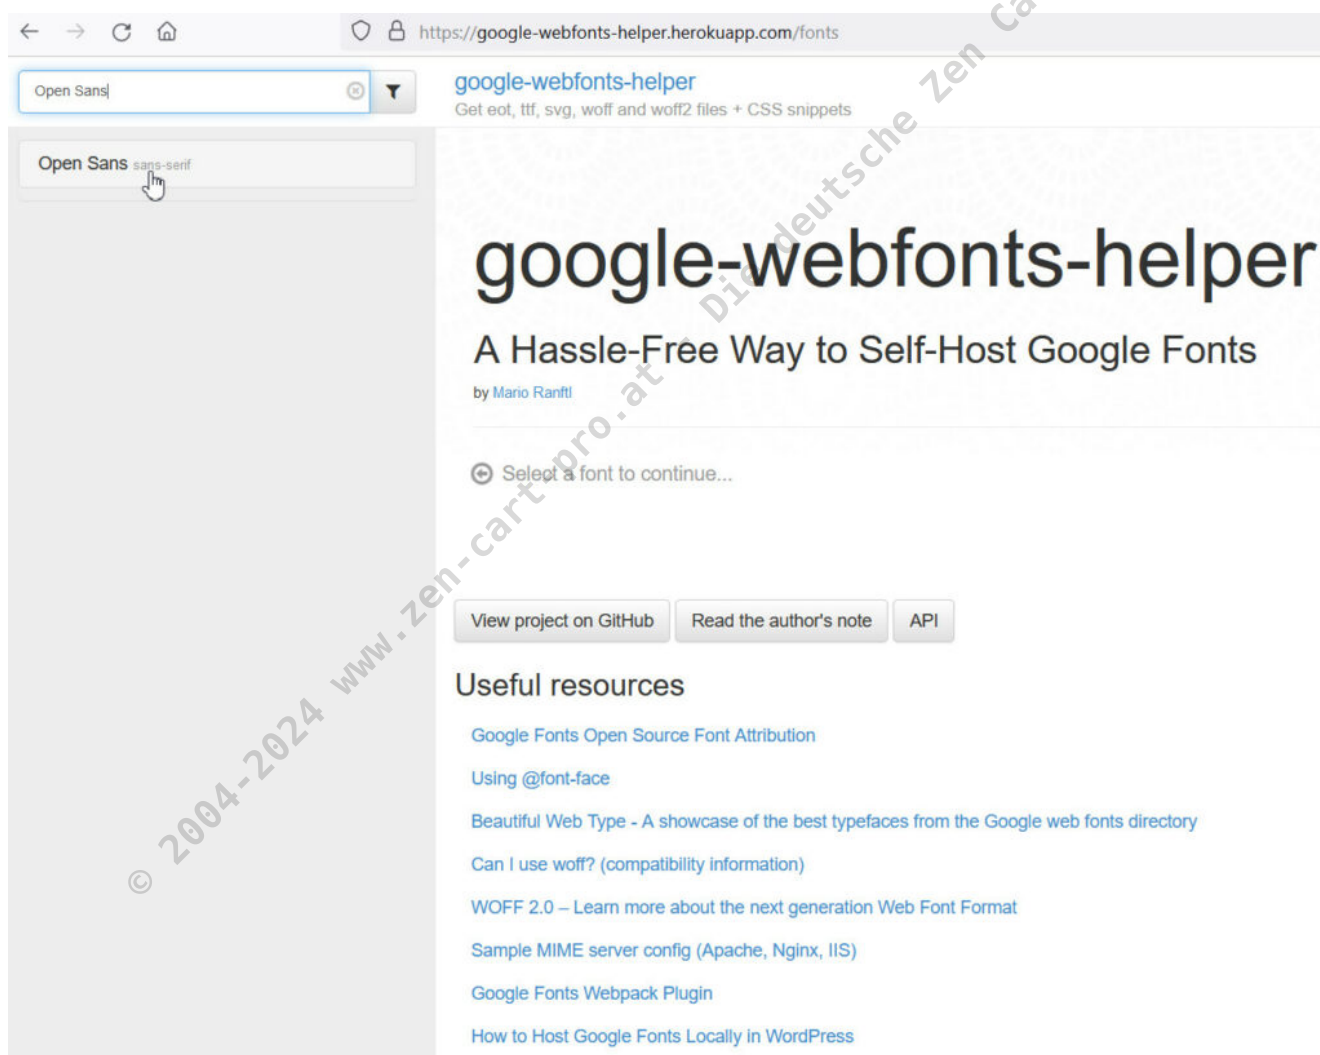 https://google-webfonts-helper.herokuapp.com/fonts
Open Sans
google-webfonts-helper
Get eot, ttf, svg, woff and woff2 files + CSS snippets
Open Sans sans-serif
google-webfonts-helper
A Hassle-Free Way to Self-Host Google Fonts
by Mario Ranftl
Select a font to continue...
View project on GitHub
Read the author's note
API
Useful resources
Google Fonts Open Source Font Attribution
Using @font-face
Beautiful Web Type - A showcase of the best typefaces from the Google web fonts directory
Can I use woff? (compatibility information)
WOFF 2.0 – Learn more about the next generation Web Font Format
Sample MIME server config (Apache, Nginx, IIS)
Google Fonts Webpack Plugin
How to Host Google Fonts Locally in WordPress
© 2004-2024 www.zen-cart-pro.at - Die deutsche Zen